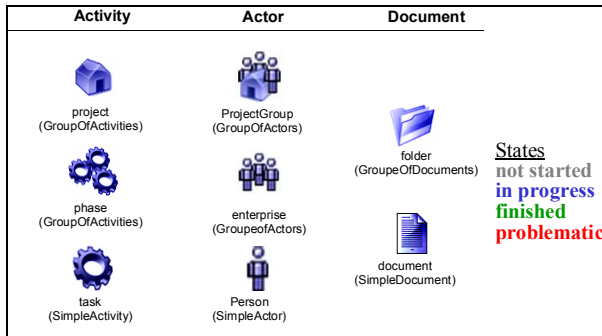 Activity
Actor
Document
project
(GroupOfActivities)
ProjectGroup
(GroupOfActors)
folder
(GroupeOfDocuments)
phase
(GroupOfActivities)
enterprise
(GroupeofActors)
document
(SimpleDocument)
task
(SimpleActivity)
Person
(SimpleActor)
States
not started
in progress
finished
problematic